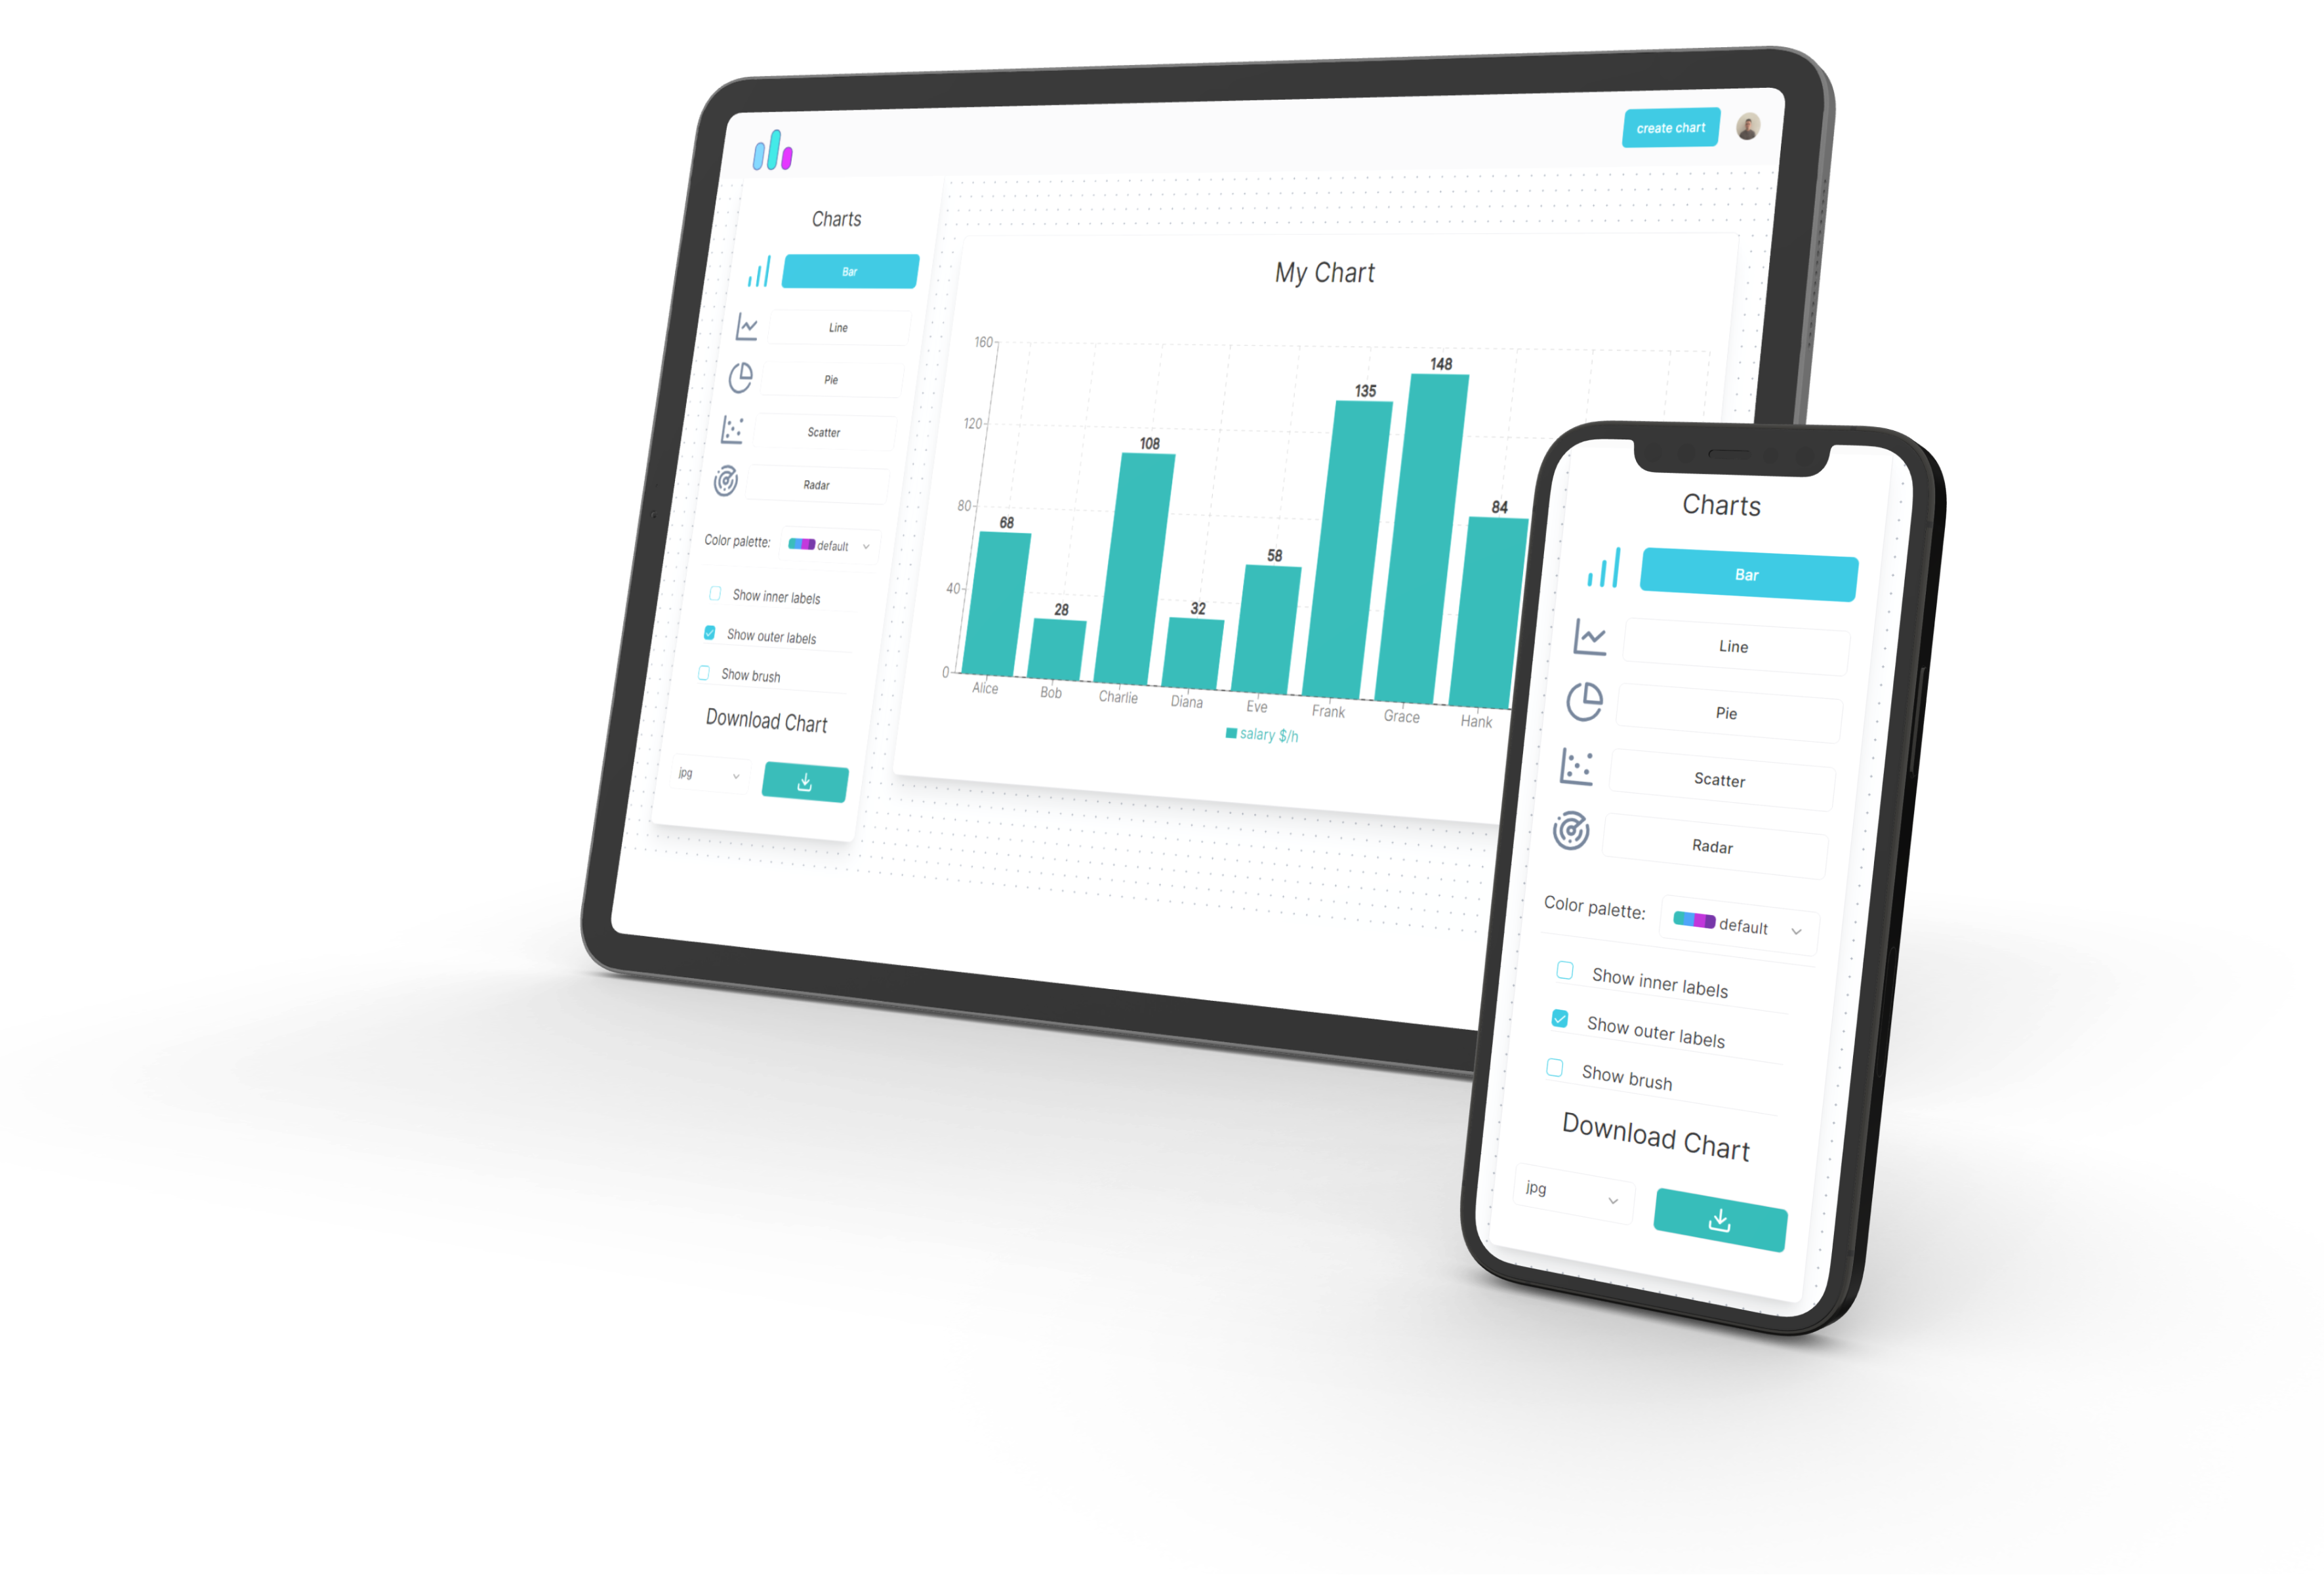 create chart
Charts
Bar
Line
Pie
Scatter
Radar
Color palette: default
Show inner labels
Show outer labels
Show brush
Download Chart
jpg
My Chart
160
120
80
40
0
68
28
108
32
58
135
148
84
Alice
Bob
Charlie
Diana
Eve
Frank
Grace
Hank
salary $/h
Charts
Bar
Line
Pie
Scatter
Radar
Color palette: default
Show inner labels
Show outer labels
Show brush
Download Chart
jpg